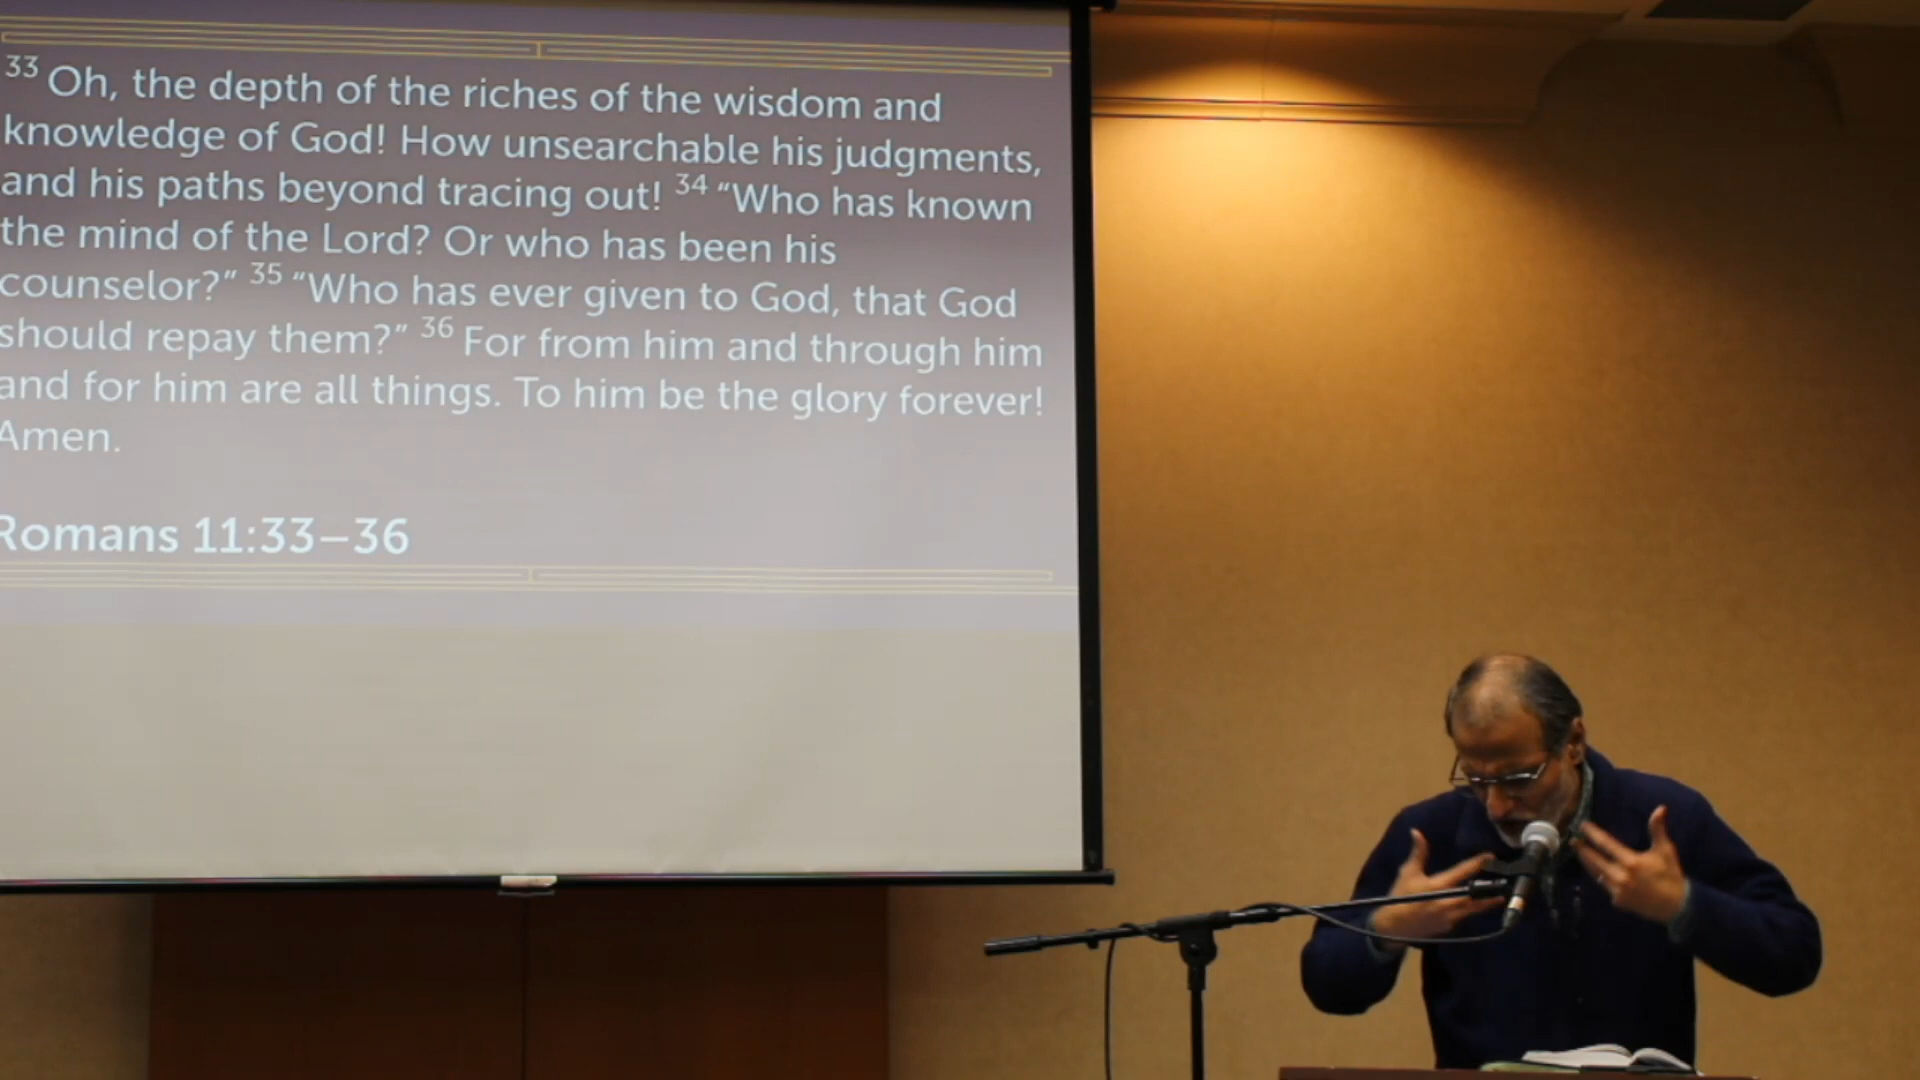 33 Oh, the depth of the riches of the wisdom and
knowledge of God! How unsearchable his judgments,
and his paths beyond tracing out! 34 “Who has known
the mind of the Lord? Or who has been his
counselor?” 35 “Who has ever given to God, that God
should repay them?” 36 For from him and through him
and for him are all things. To him be the glory forever!
Amen.
Romans 11:33–36